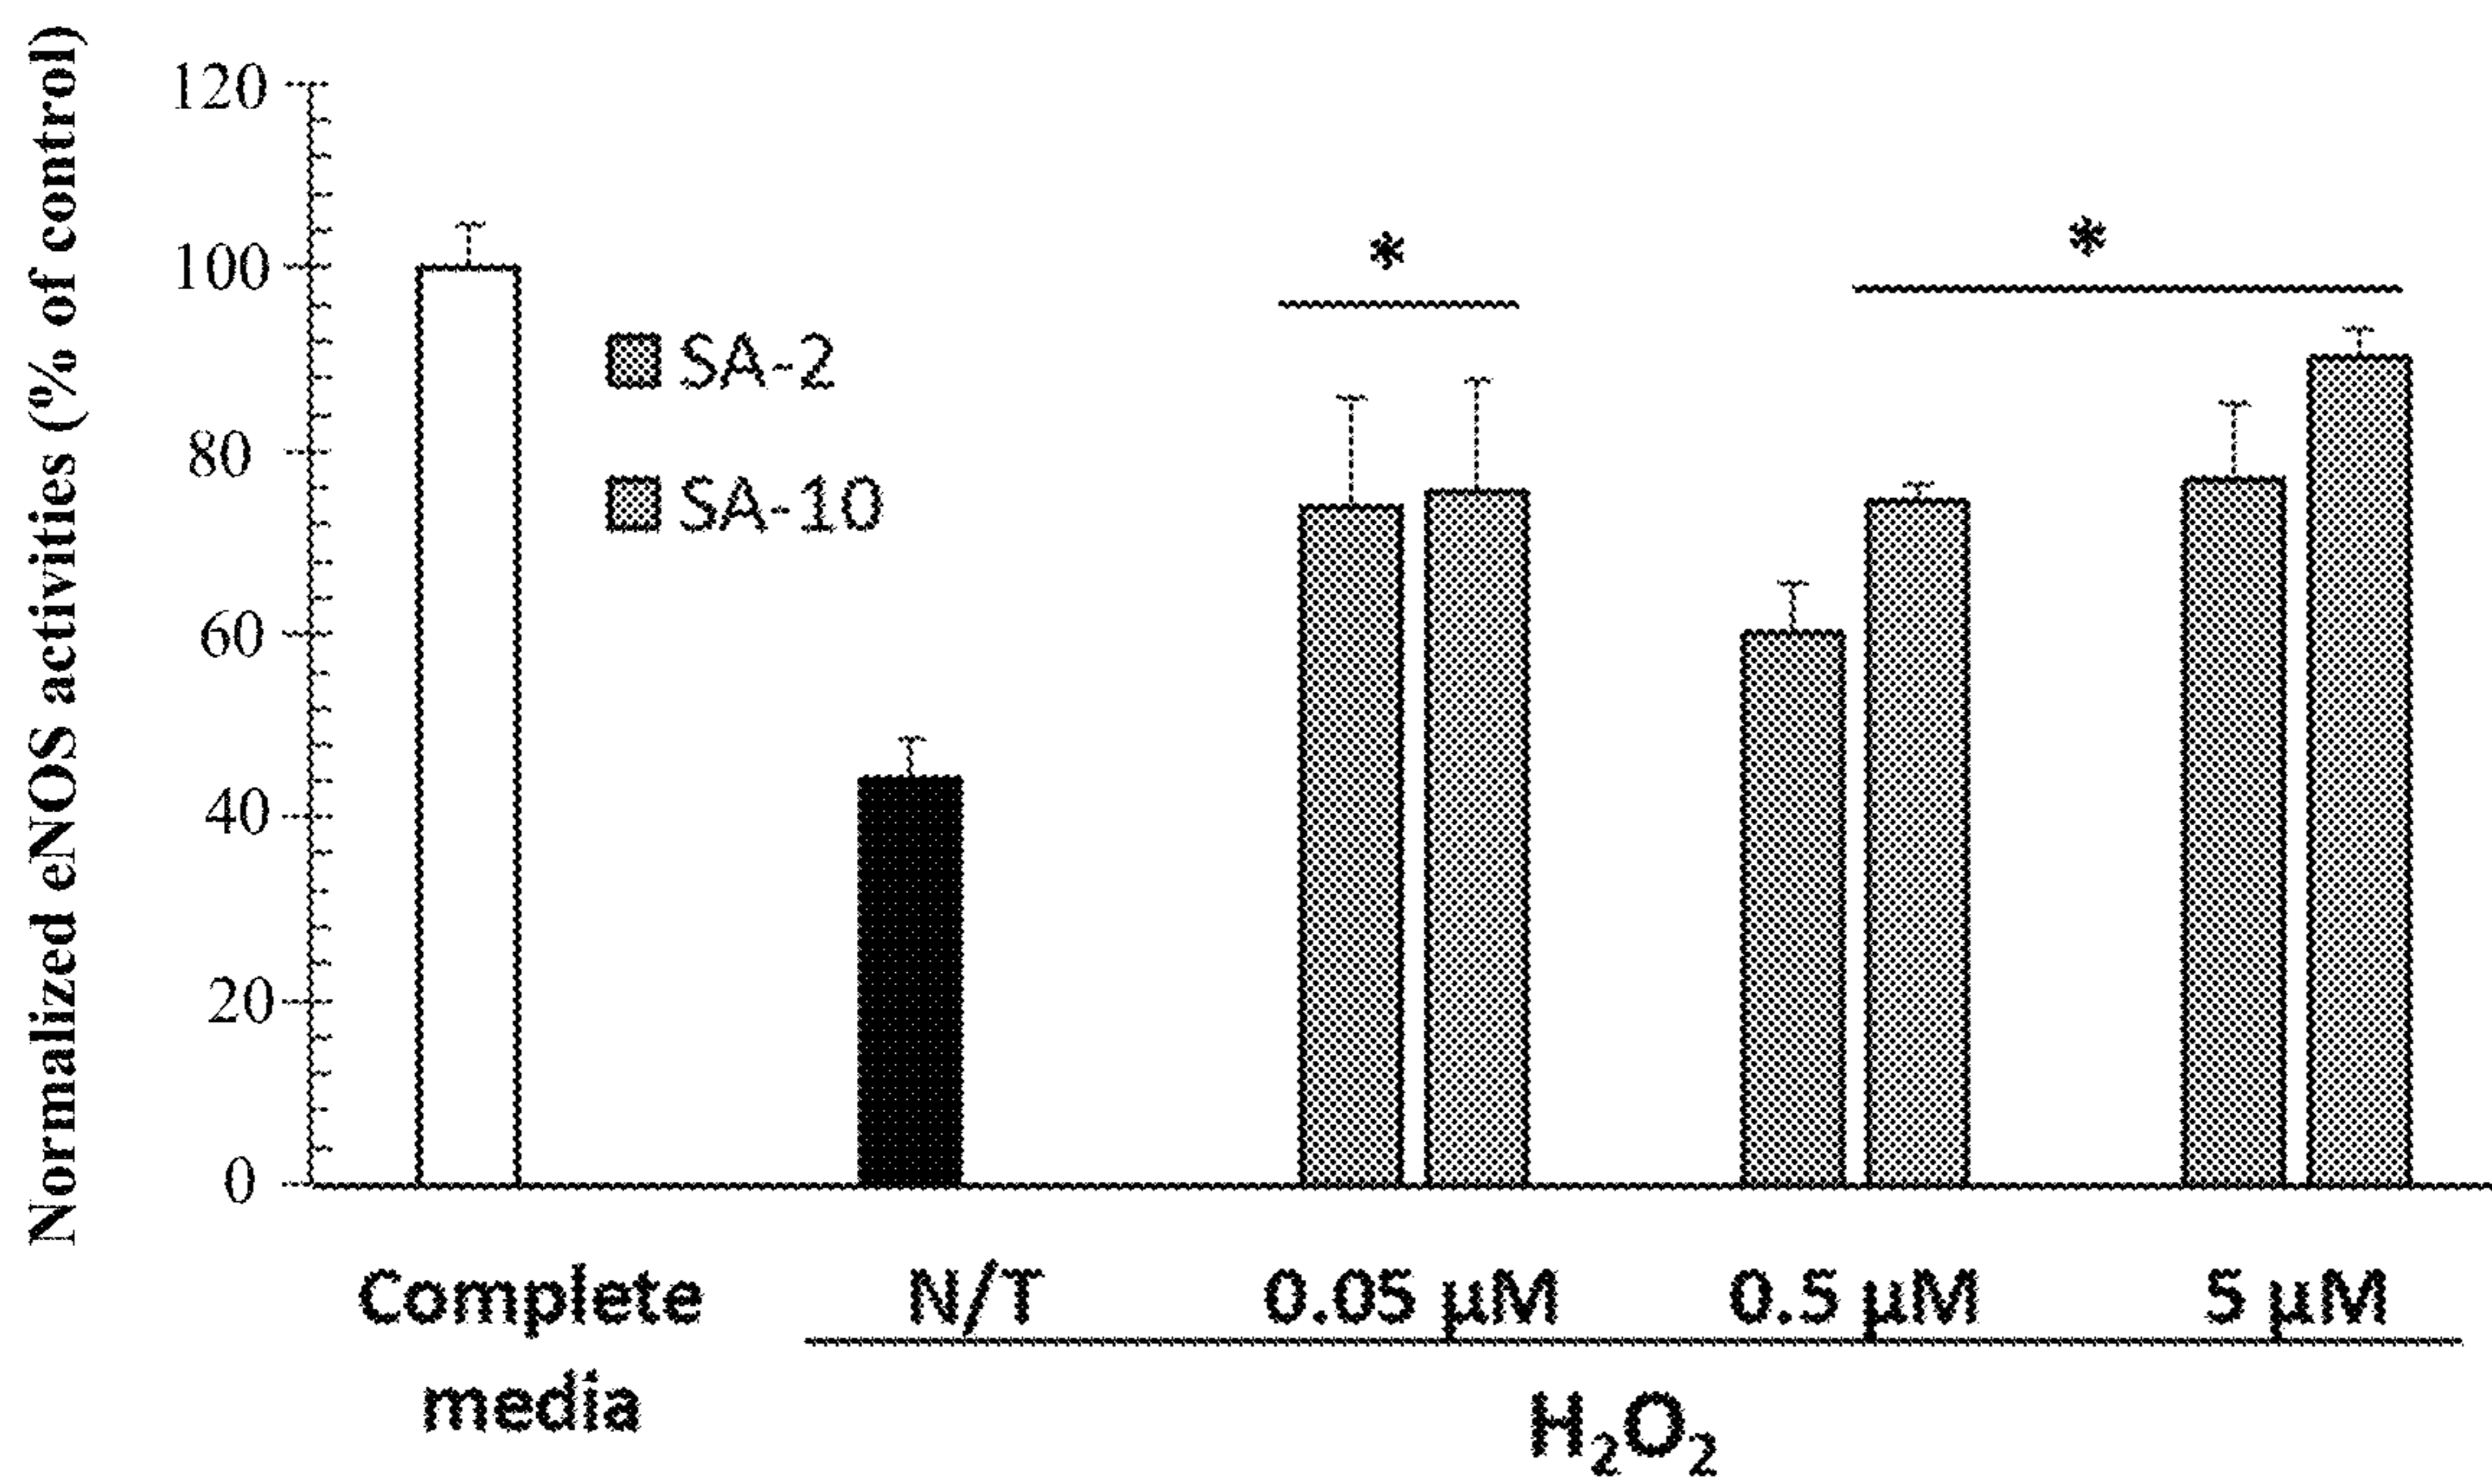 Normalized eNOS activities (% of control)
120
100
80
60
40
20
0
*
*
SA-2
SA-10
Complete
media
N/T
0.05 µM
0.5 µM
5 µM
H₂O₂